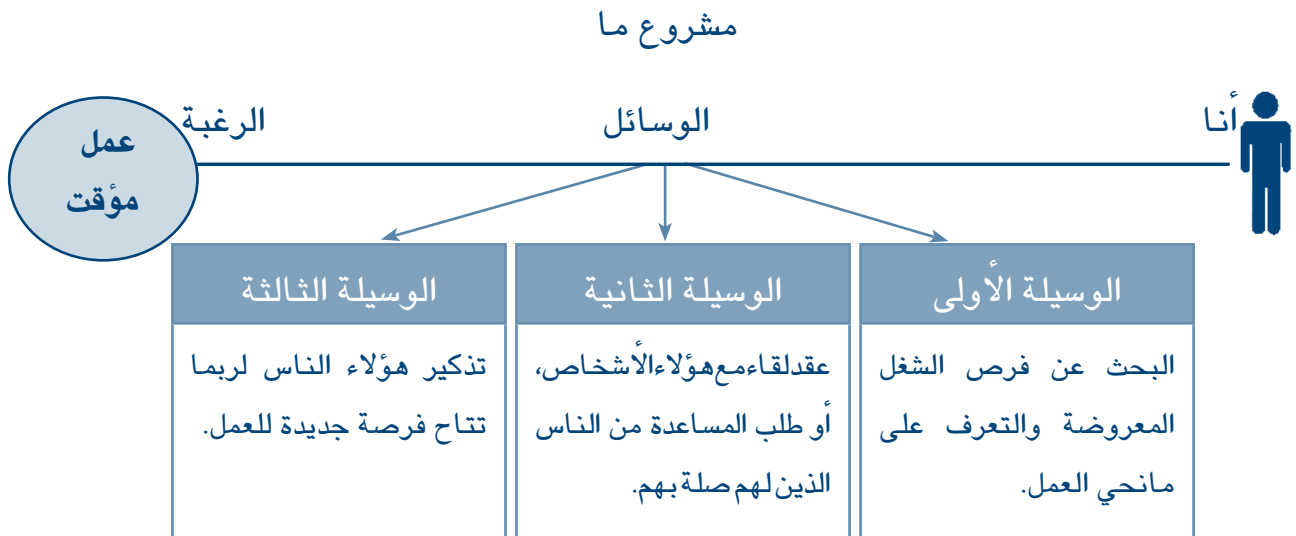 مشروع ما
أنا
الوسائل
الرغبة
عمل
مؤقت
الوسيلة الأولى
البحث عن فرص الشغل
المعروضة والتعرف على
مانحي العمل.
الوسيلة الثانية
عقدلقاءمع هؤلاءالأشخاص،
أو طلب المساعدة من الناس
الذين لهم صلة بهم.
الوسيلة الثالثة
تذكير هؤلاء الناس لربما
تتاح فرصة جديدة للعمل.